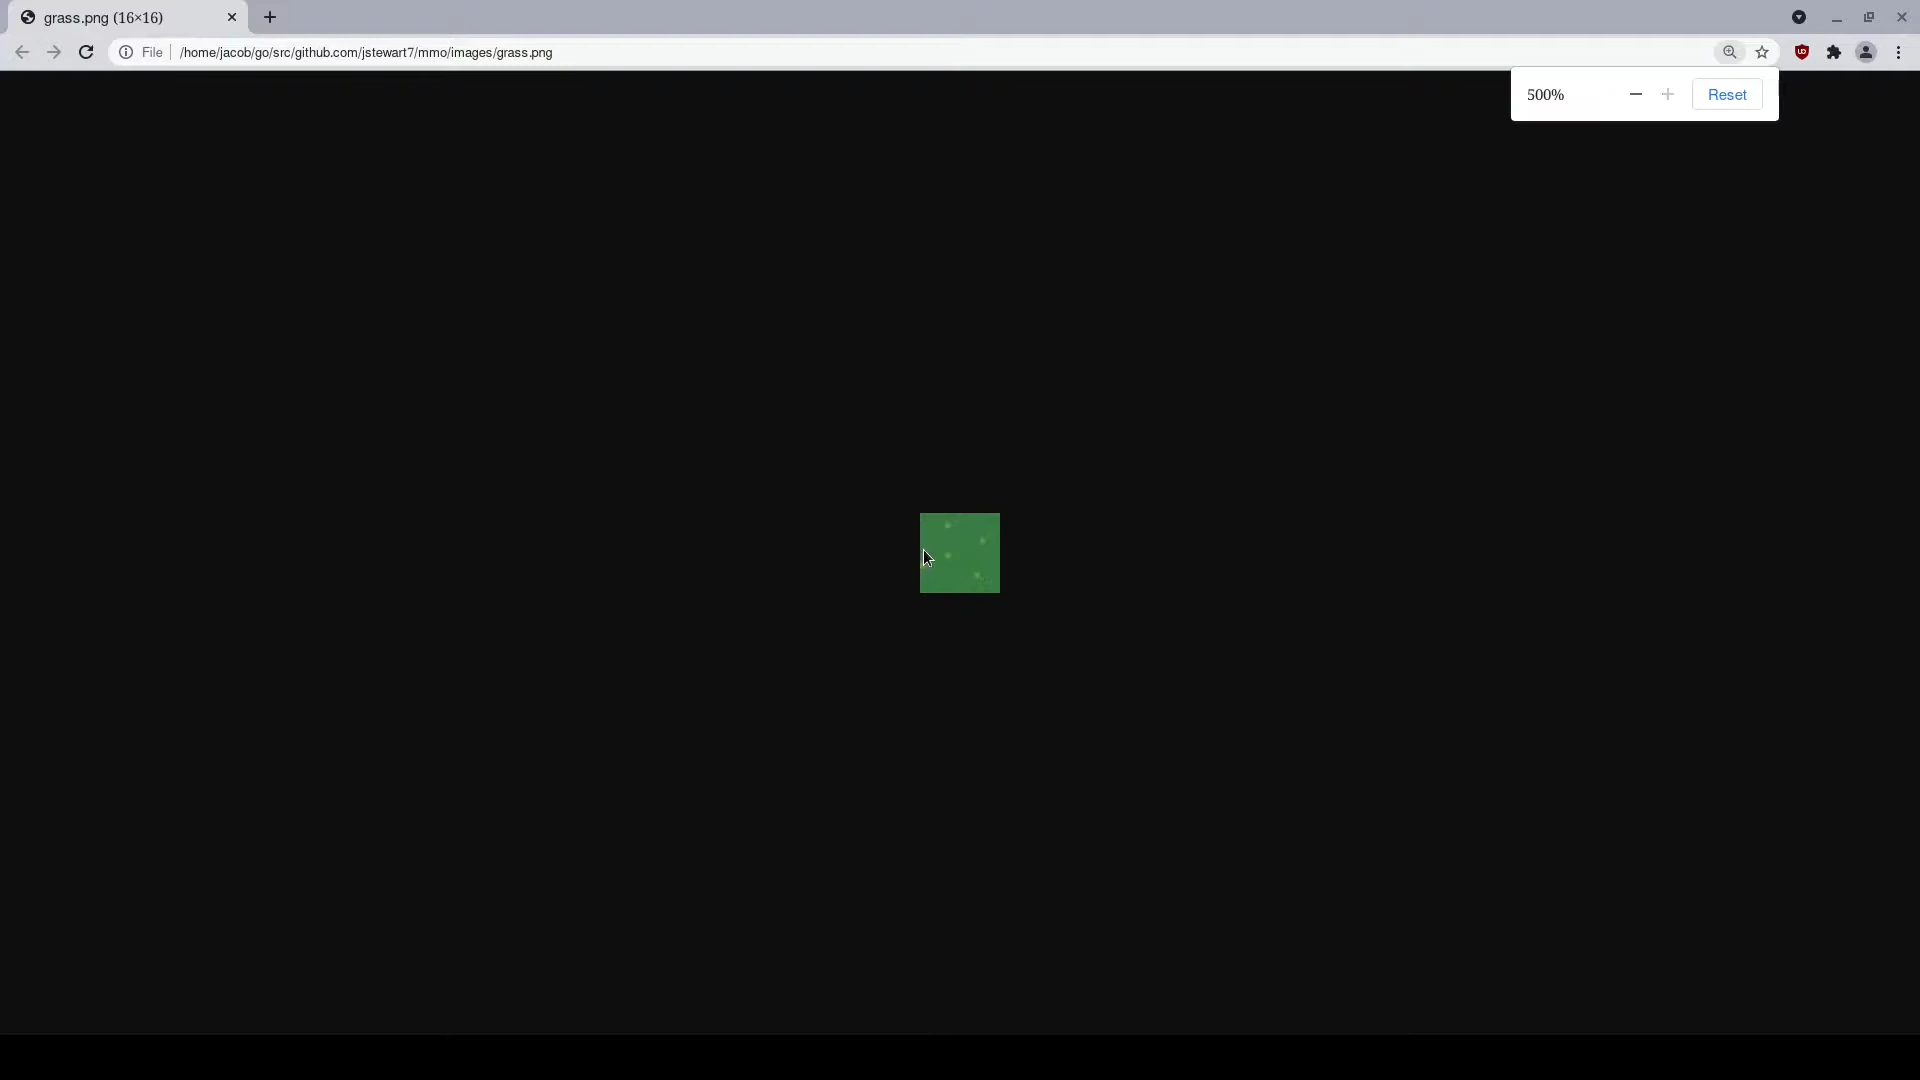 grass.png (16×16)
File
/home/jacob/go/src/github.com/jstewart7/mmo/images/grass.png
500%
Reset